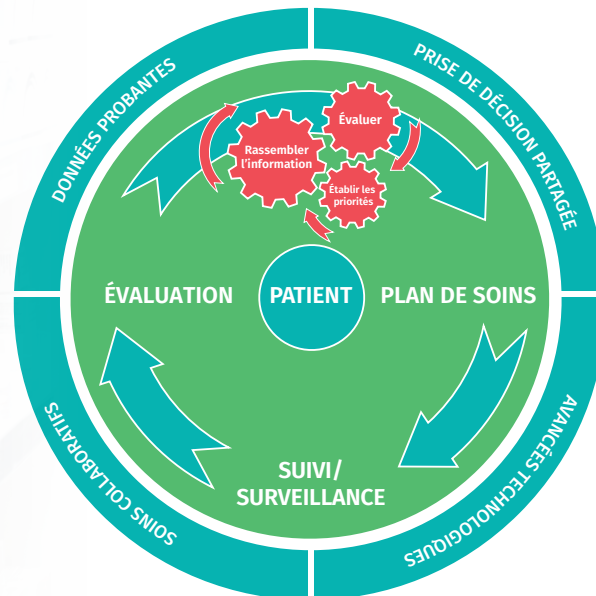 DONNÉES PROBANTES
PRISE DE DÉCISION PARTAGÉE
Évaluer
Rassembler
l'information
Établir les
priorités
ÉVALUATION
PATIENT
PLAN DE SOINS
SUIVI/
SURVEILLANCE
SOINS COLLABORATIFS
AVANCÉES TECHNOLOGIQUES